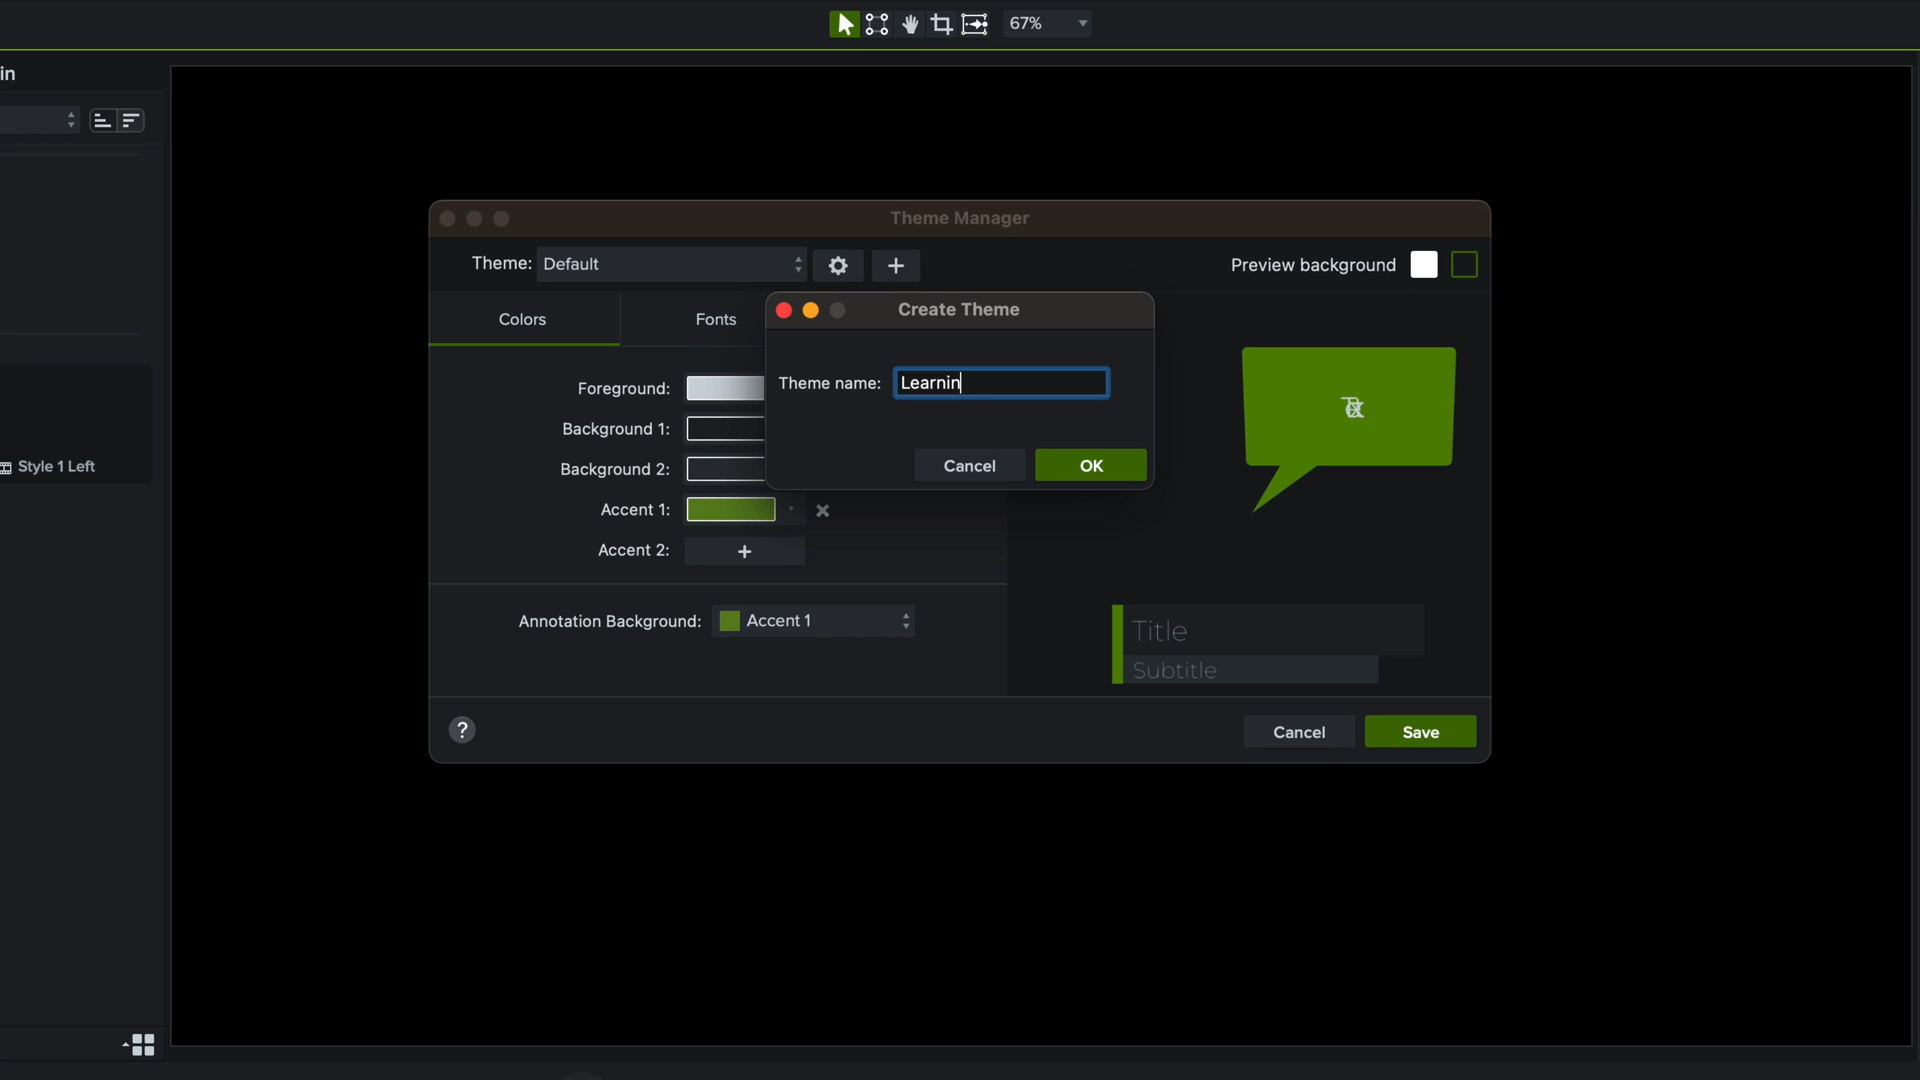 67%
in
Theme Manager
Theme: Default
Preview background
Colors
Fonts
Create Theme
Theme name: Learnin
Cancel
OK
Foreground:
Background 1:
Background 2:
Accent 1:
Accent 2:
Annotation Background: Accent 1
Style 1 Left
Title
Subtitle
?
Cancel
Save